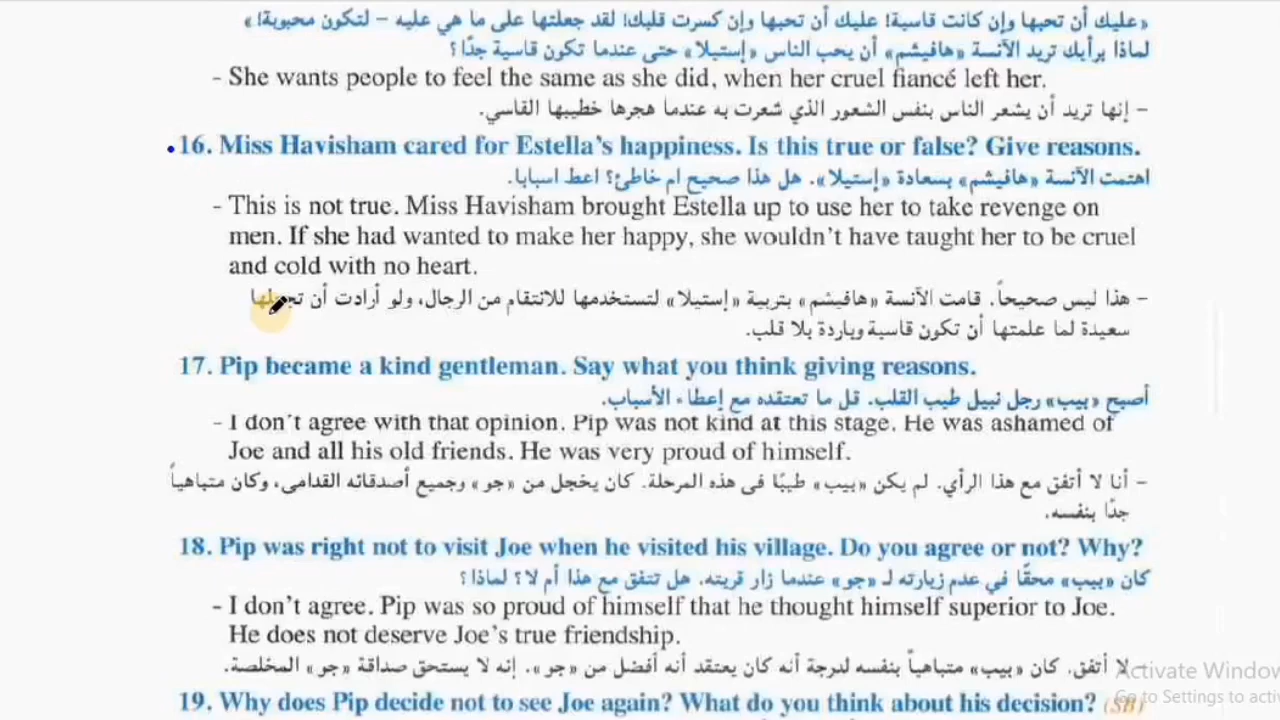 «عليك أن تحبها وإن كانت قاسية! عليك أن تحبها وإن كسرت قلبك! لقد جعلتها على ما هي عليه – لتكون محبوبة!»
لماذا برأيك تريد الآنسة «هافيشم» أن يحب الناس «إستيلا» حتى عندما تكون قاسية جدًا؟
- She wants people to feel the same as she did, when her cruel fiancé left her.
– إنها تريد أن يشعر الناس بنفس الشعور الذي شعرت به عندما هجرها خطيبها القاسي.
16. Miss Havisham cared for Estella's happiness. Is this true or false? Give reasons.
اهتمت الآنسة «هافيشم» بسعادة «إستيلا». هل هذا صحيح ام خاطئ؟ اعط اسبابا.
- This is not true. Miss Havisham brought Estella up to use her to take revenge on
men. If she had wanted to make her happy, she wouldn't have taught her to be cruel
and cold with no heart.
– هذا ليس صحيحاً. قامت الآنسة «هافيشم» بتربية «إستيلا» لتستخدمها للانتقام من الرجال، ولو أرادت أن تجعلها
سعيدة لما علمتها أن تكون قاسية وباردة بلا قلب.
17. Pip became a kind gentleman. Say what you think giving reasons.
أصبح «بيب» رجل نبيل طيب القلب. قل ما تعتقده مع إعطاء الأسباب.
- I don't agree with that opinion. Pip was not kind at this stage. He was ashamed of
Joe and all his old friends. He was very proud of himself.
– أنا لا أتفق مع هذا الرأي. لم يكن «بيب» طيبًا فى هذه المرحلة. كان يخجل من «جو» وجميع أصدقائه القدامى، وكان متباهياً
جدًا بنفسه.
18. Pip was right not to visit Joe when he visited his village. Do you agree or not? Why?
كان «بيب» محقًا في عدم زيارته لـ «جو» عندما زار قريته. هل تتفق مع هذا أم لا؟ لماذا؟
- I don't agree. Pip was so proud of himself that he thought himself superior to Joe.
He does not deserve Joe's true friendship.
– لا أتفق. كان «بيب» متباهياً بنفسه لدرجة أنه كان يعتقد أنه أفضل من «جو». إنه لا يستحق صداقة «جو» المخلصة.
Activate Window
Go to Settings to acti
19. Why does Pip decide not to see Joe again? What do you think about his decision? (SB)